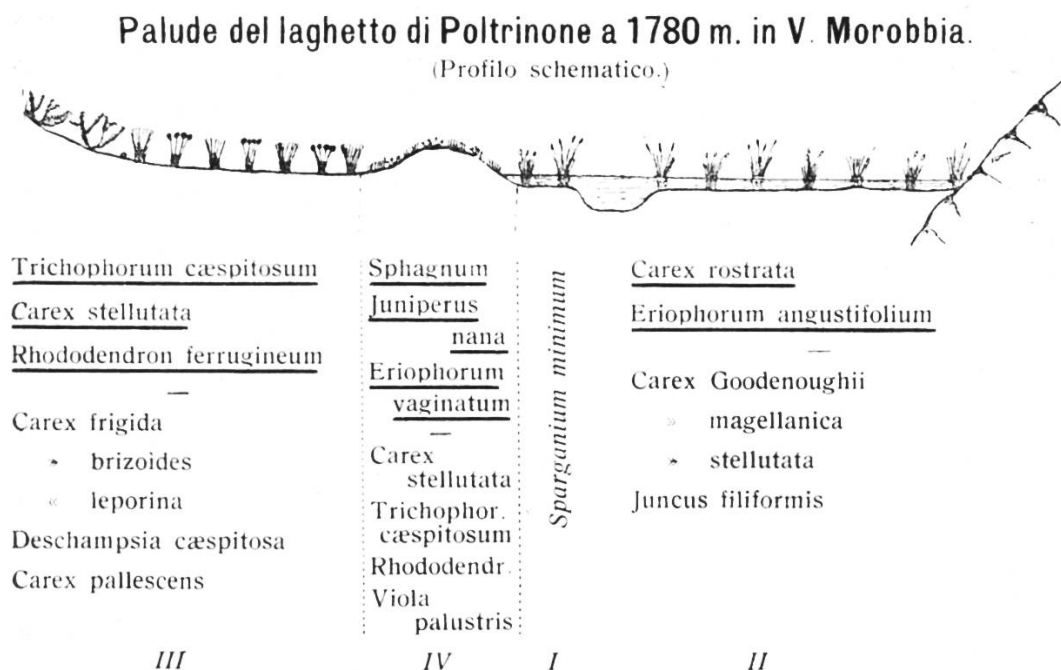 Palude del laghetto di Poltrinone a 1780 m. in V. Morobbia.
(Profilo schematico.)
Trichophorum cæspitosum
Carex stellutata
Rhododendron ferrugineum
—
Carex frigida
» brizoides
« leporina
Deschampsia cæspitosa
Carex pallescens
III
Sphagnum
Juniperus
nana
Eriophorum
vaginatum
—
Carex
stellutata
Trichophor.
cæspitosum
Rhododendr.
Viola
palustris
IV
Sparganium minimum
I
Carex rostrata
Eriophorum angustifolium
—
Carex Goodenoughii
» magellanica
» stellutata
Juncus filiformis
II